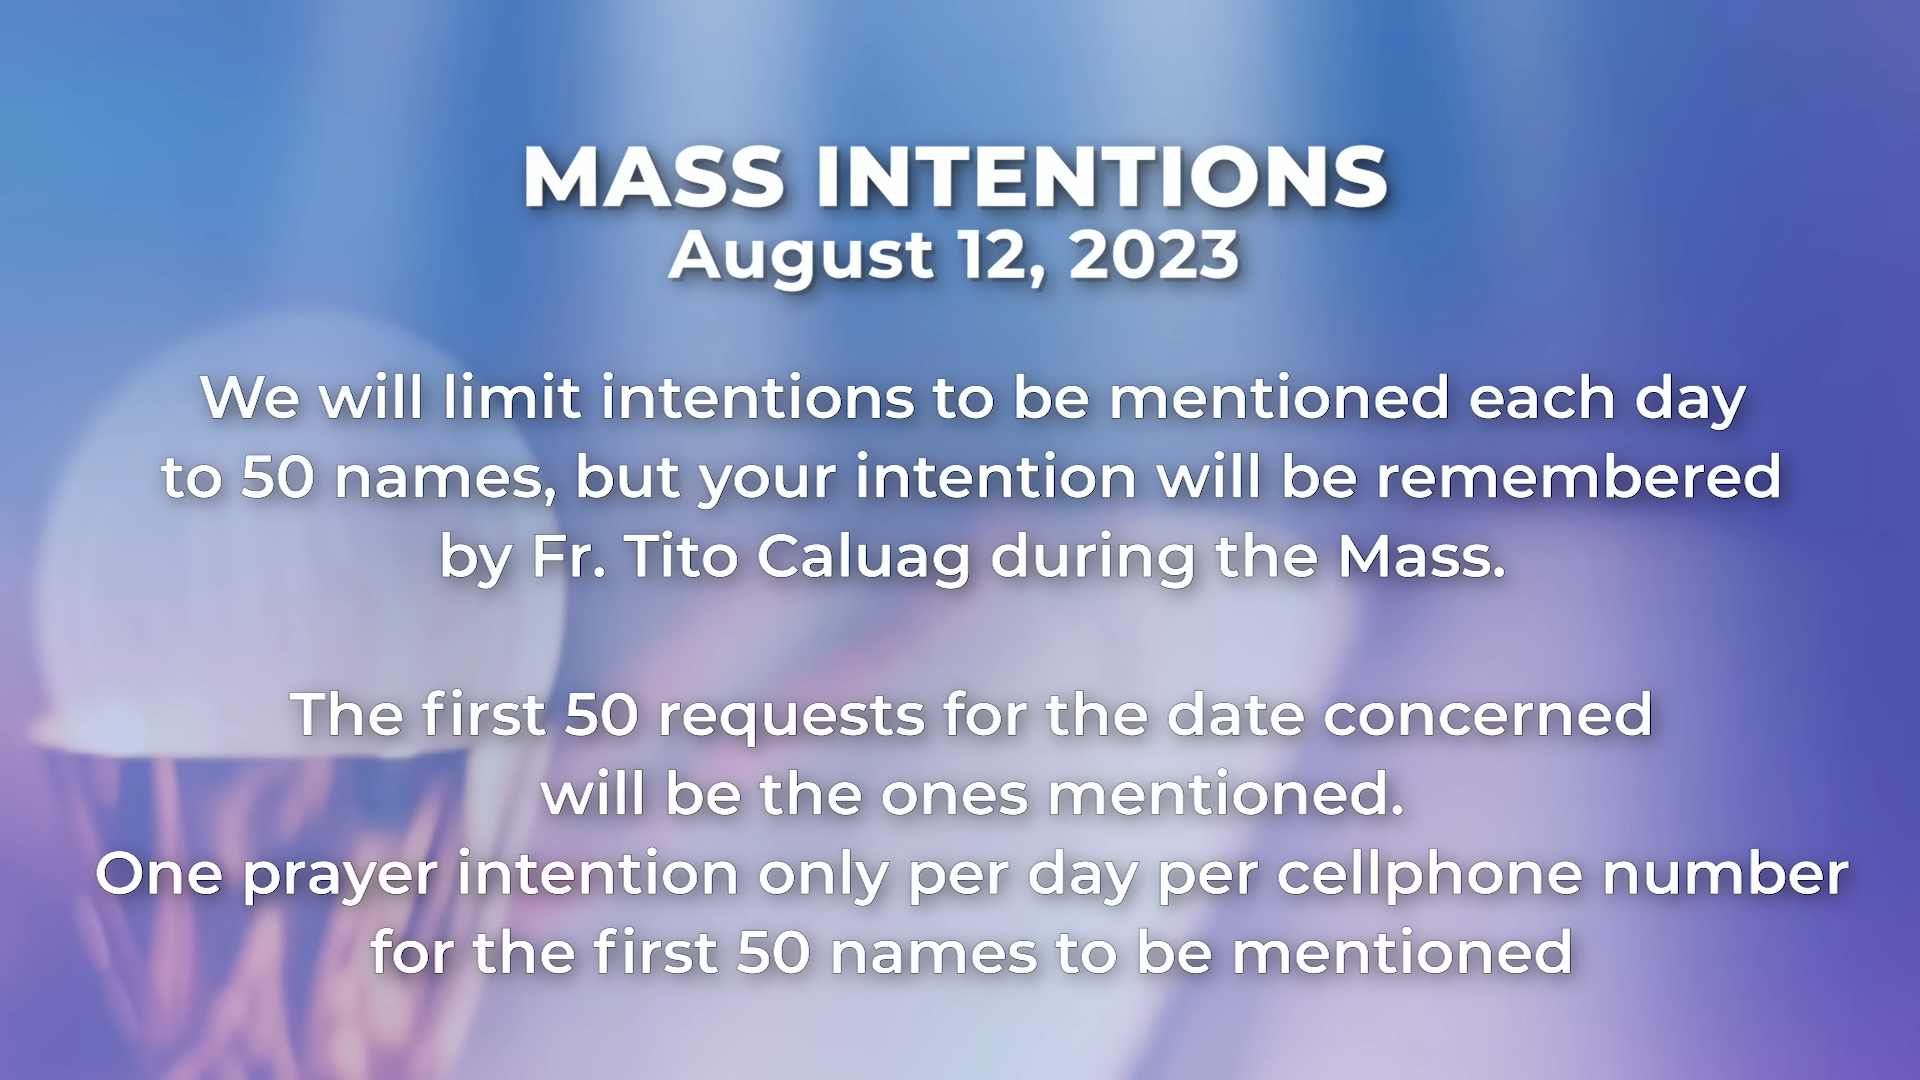 MASS INTENTIONS
August 12, 2023
We will limit intentions to be mentioned each day
to 50 names, but your intention will be remembered
by Fr. Tito Caluag during the Mass.
The first 50 requests for the date concerned
will be the ones mentioned.
One prayer intention only per day per cellphone number
for the first 50 names to be mentioned